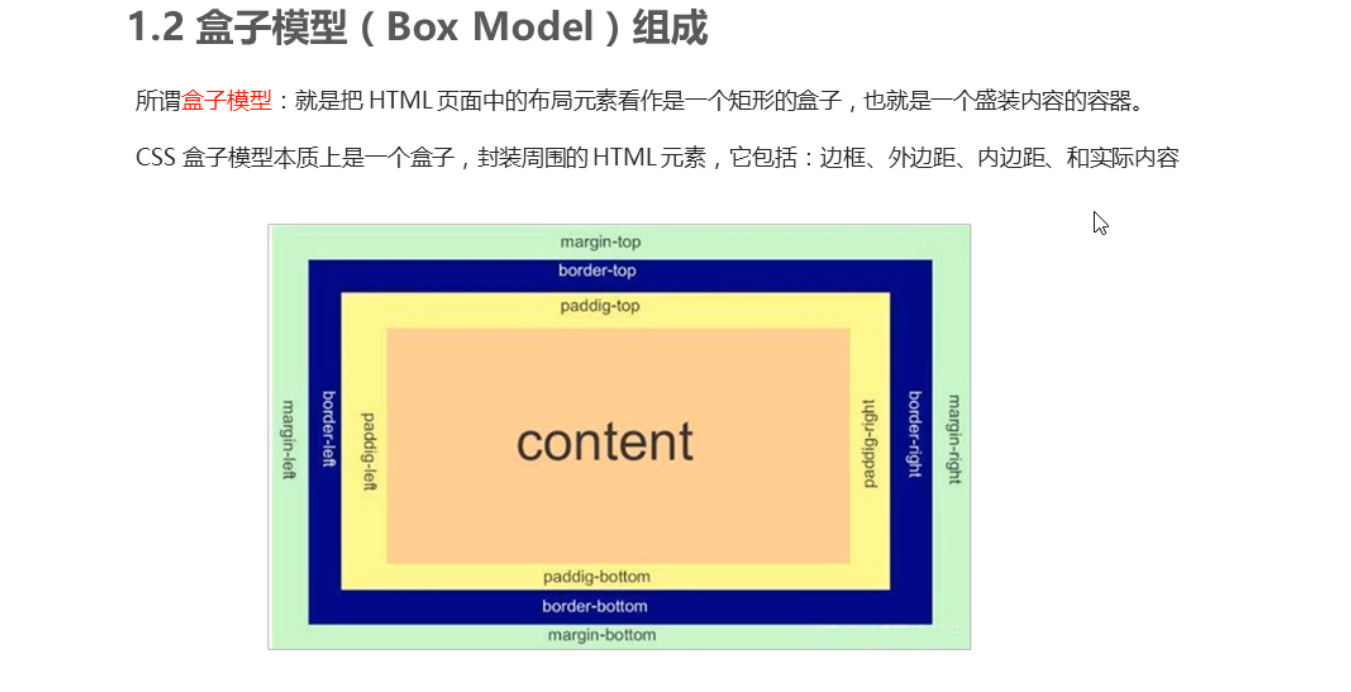 1.2 盒子模型（Box Model）组成
所谓盒子模型：就是把 HTML 页面中的布局元素看作是一个矩形的盒子，也就是一个盛装内容的容器。
CSS 盒子模型本质上是一个盒子，封装周围的 HTML 元素，它包括：边框、外边距、内边距、和实际内容
margin-top
border-top
paddig-top
margin-left
border-left
paddig-left
content
paddig-right
border-right
margin-right
paddig-bottom
border-bottom
margin-bottom